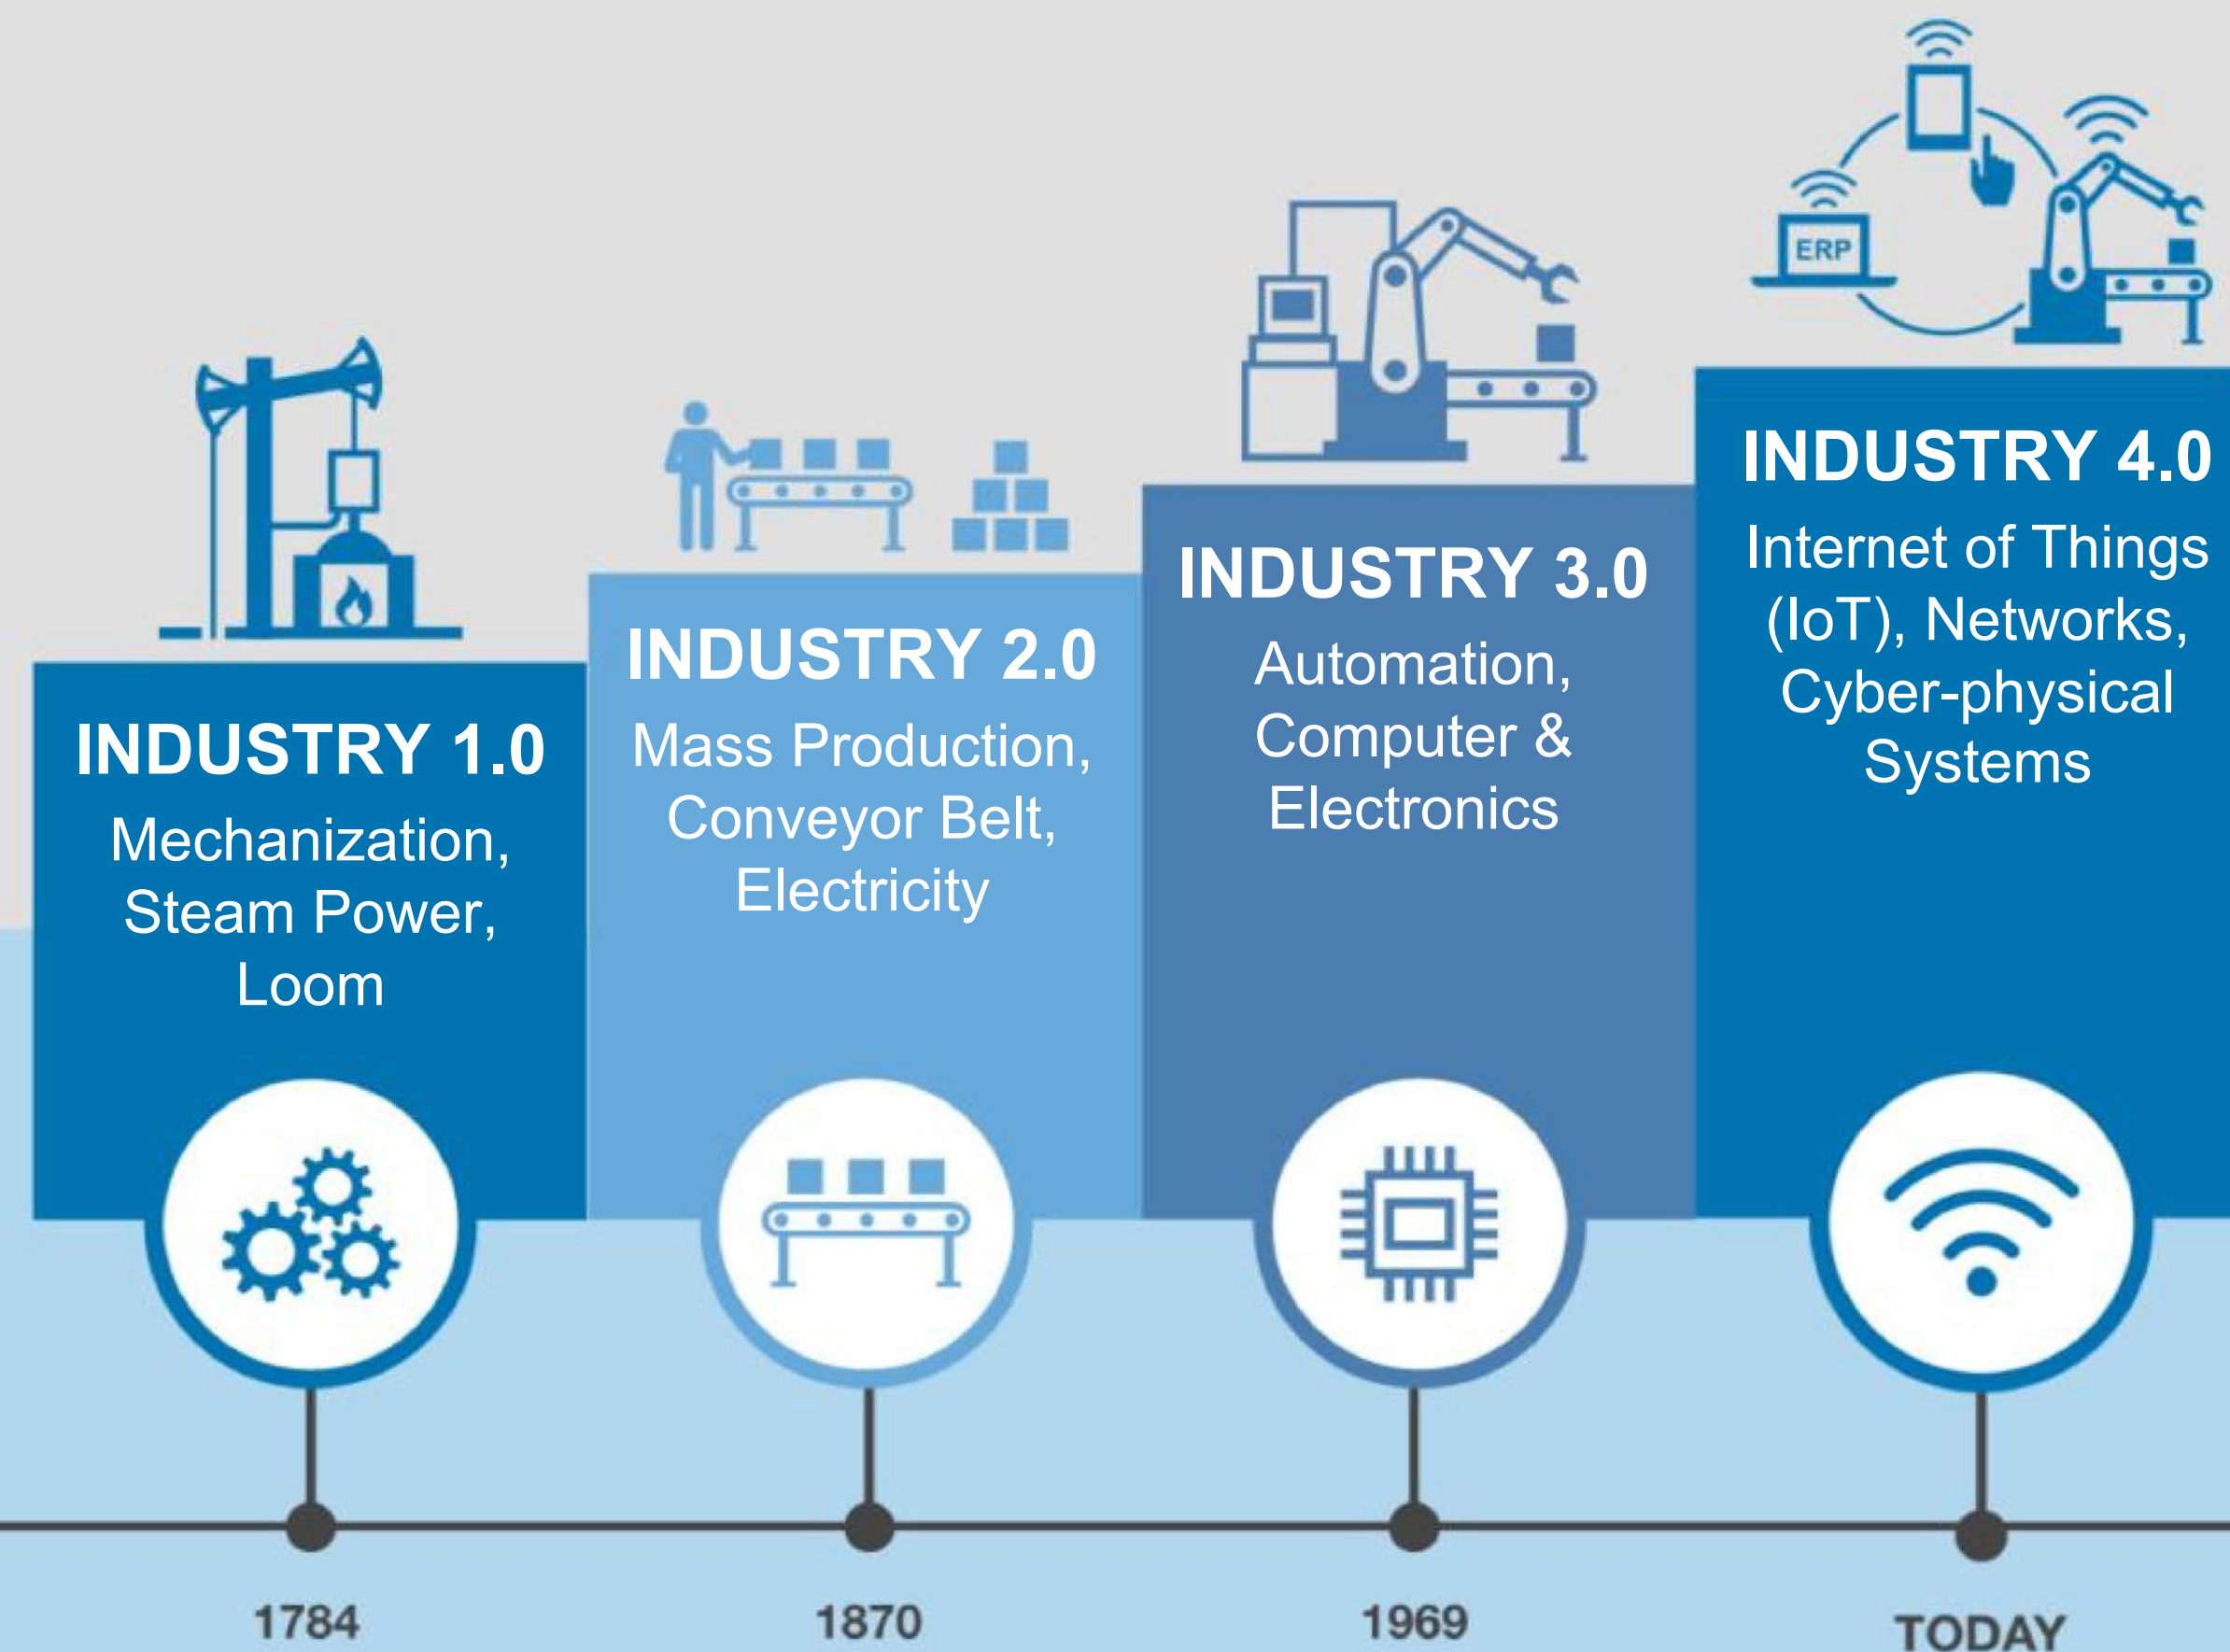 ERP
INDUSTRY 1.0
Mechanization,
Steam Power,
Loom
INDUSTRY 2.0
Mass Production,
Conveyor Belt,
Electricity
INDUSTRY 3.0
Automation,
Computer &
Electronics
INDUSTRY 4.0
Internet of Things
(IoT), Networks,
Cyber-physical
Systems
1784
1870
1969
TODAY